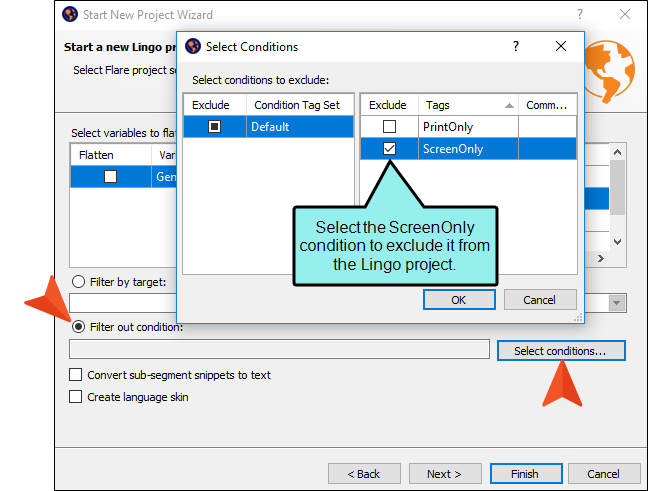 Start New Project Wizard
Start a new Lingo pr
Select Flare project s
Select variables to flat
Flatten
Var
Gen
Select Conditions
Select conditions to exclude:
Exclude Condition Tag Set
Default
Exclude Tags Comm...
PrintOnly
ScreenOnly
Select the ScreenOnly
condition to exclude it from
the Lingo project.
OK Cancel
Filter by target:
Filter out condition:
Select conditions...
Convert sub-segment snippets to text
Create language skin
< Back Next > Finish Cancel